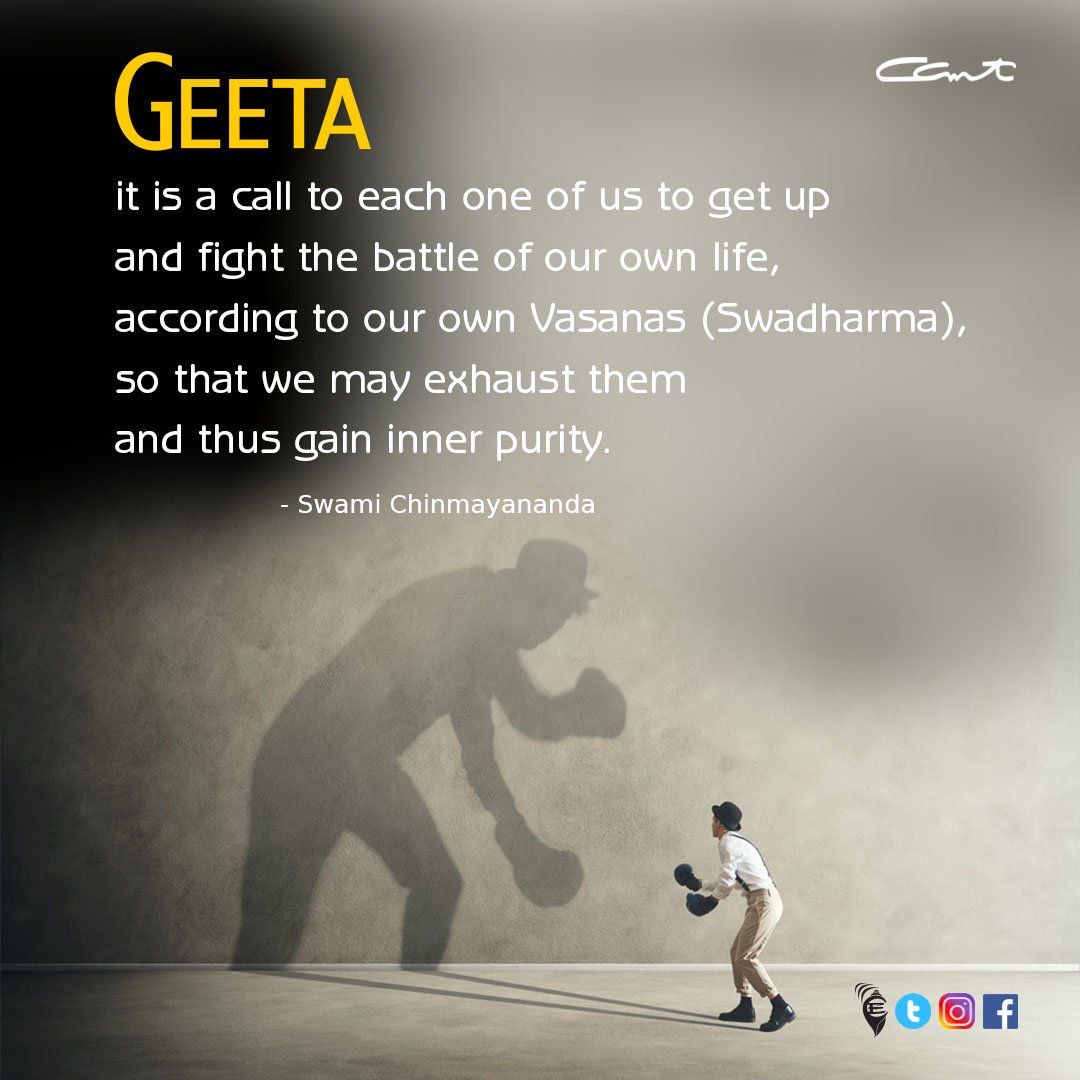 GEETA
it is a call to each one of us to get up
and fight the battle of our own life,
according to our own Vasanas (Swadharma),
so that we may exhaust them
and thus gain inner purity.
- Swami Chinmayananda